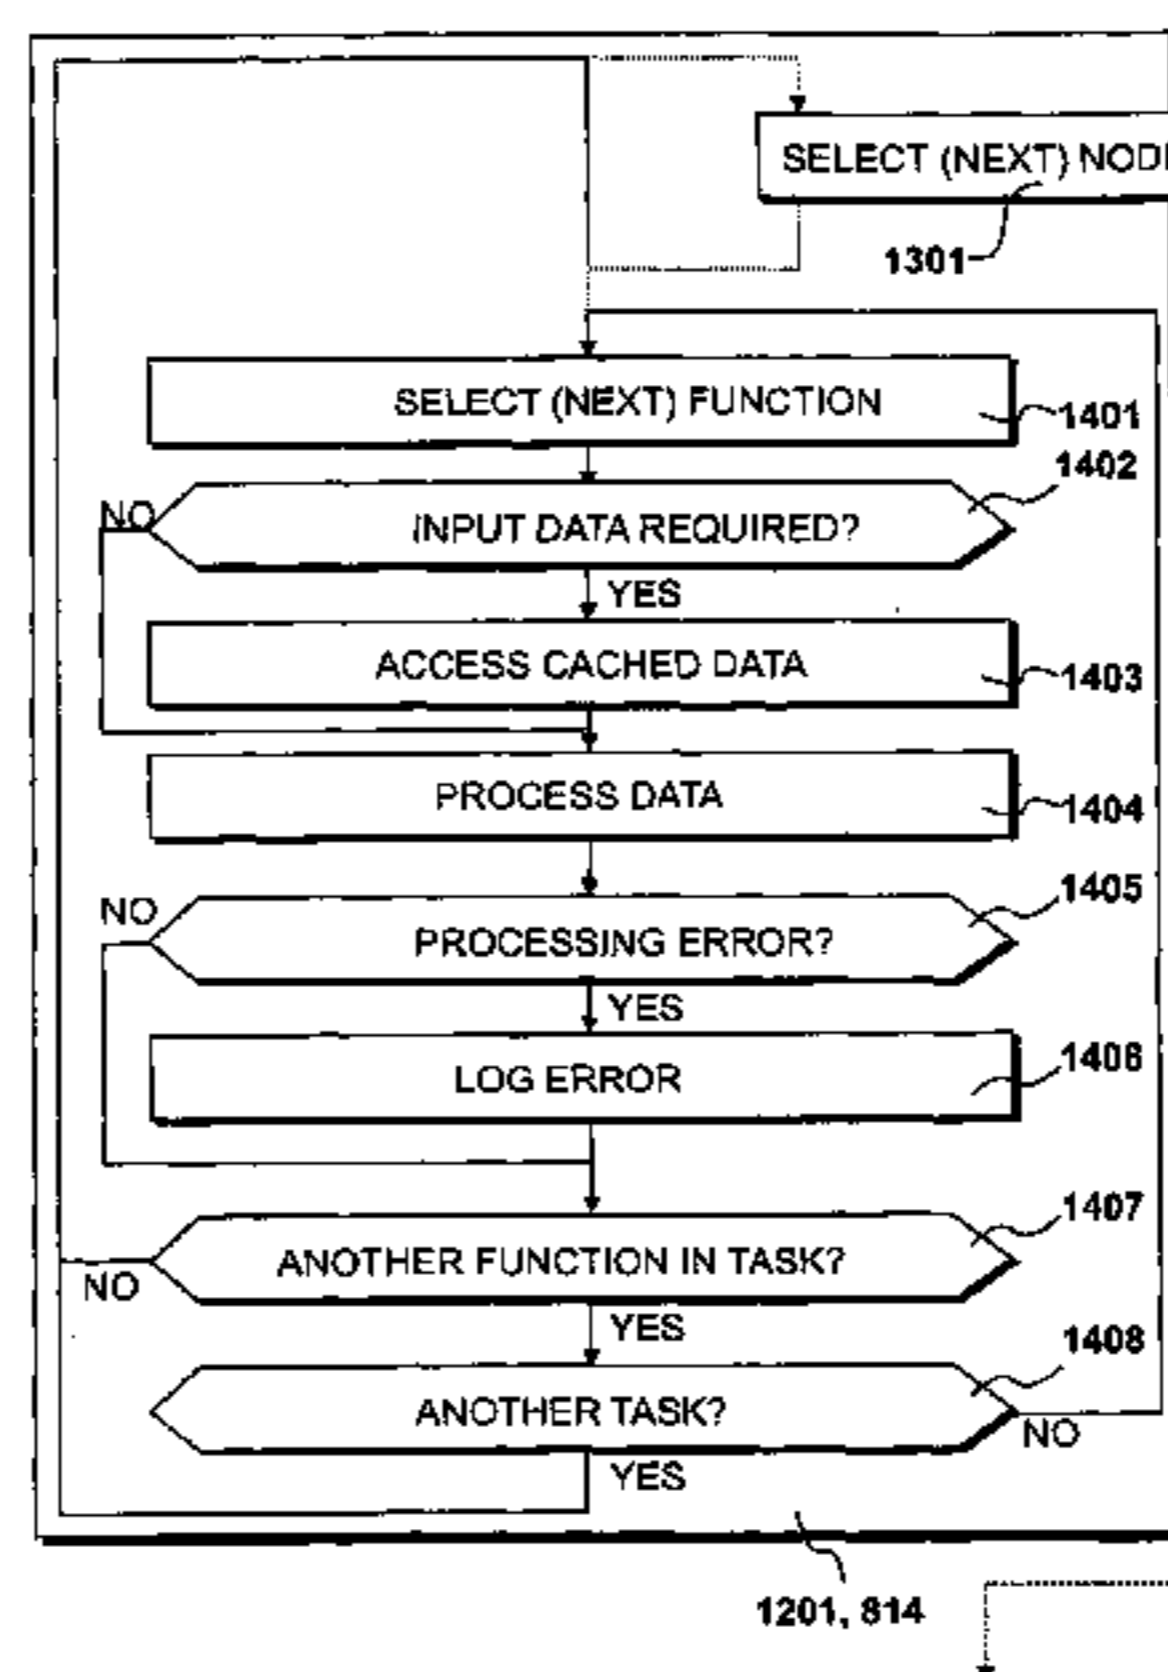 SELECT (NEXT) NODE
1301
SELECT (NEXT) FUNCTION
1401
1402
NO
INPUT DATA REQUIRED?
YES
ACCESS CACHED DATA
1403
PROCESS DATA
1404
1405
NO
PROCESSING ERROR?
YES
LOG ERROR
1406
1407
ANOTHER FUNCTION IN TASK?
NO
YES
1408
ANOTHER TASK?
NO
YES
1201, 814